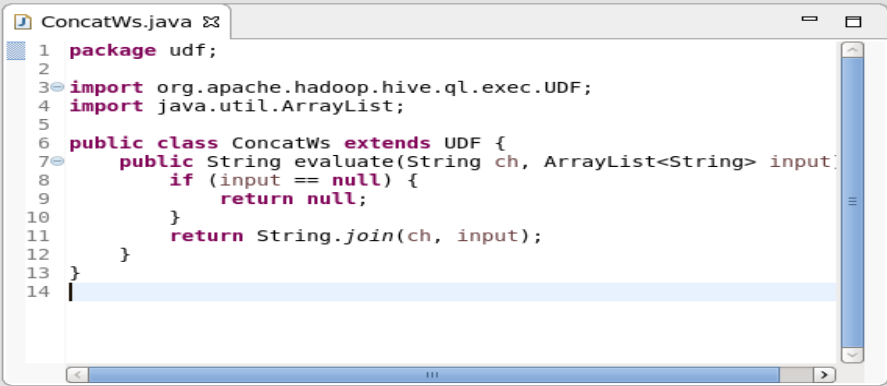 ConcatWs.java
1 package udf;
2
3 import org.apache.hadoop.hive.ql.exec.UDF;
4 import java.util.ArrayList;
5
6 public class ConcatWs extends UDF {
7     public String evaluate(String ch, ArrayList<String> input)
8         if (input == null) {
9             return null;
10         }
11         return String.join(ch, input);
12     }
13 }
14